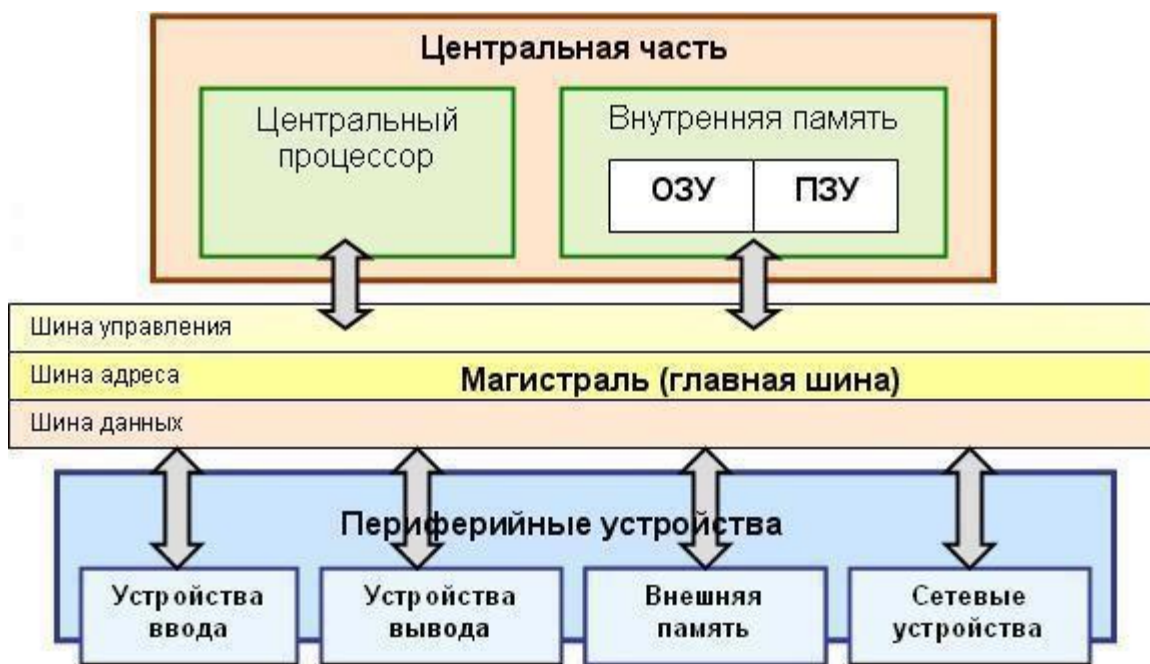 Центральная часть
Центральный
процессор
Внутренняя память
ОЗУ ПЗУ
Шина управления
Шина адреса
Магистраль (главная шина)
Шина данных
Периферийные устройства
Устройства
ввода
Устройства
вывода
Внешняя
память
Сетевые
устройства